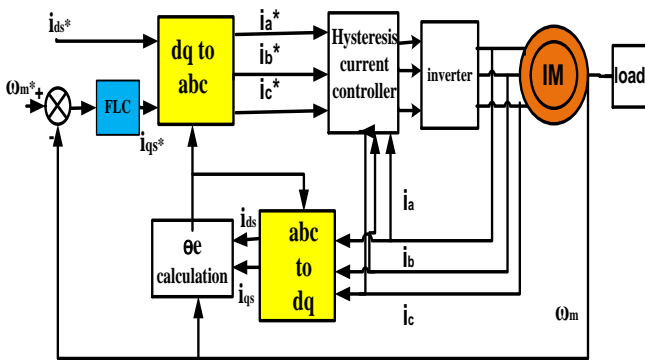 ids*
ωm*
+
-
FLC
iqs*
dq to
abc
ia*
ib*
ic*
Hysteresis
current
controller
inverter
IM
load
ia
ib
ic
ids
iqs
abc
to
dq
θe
calculation
ωm